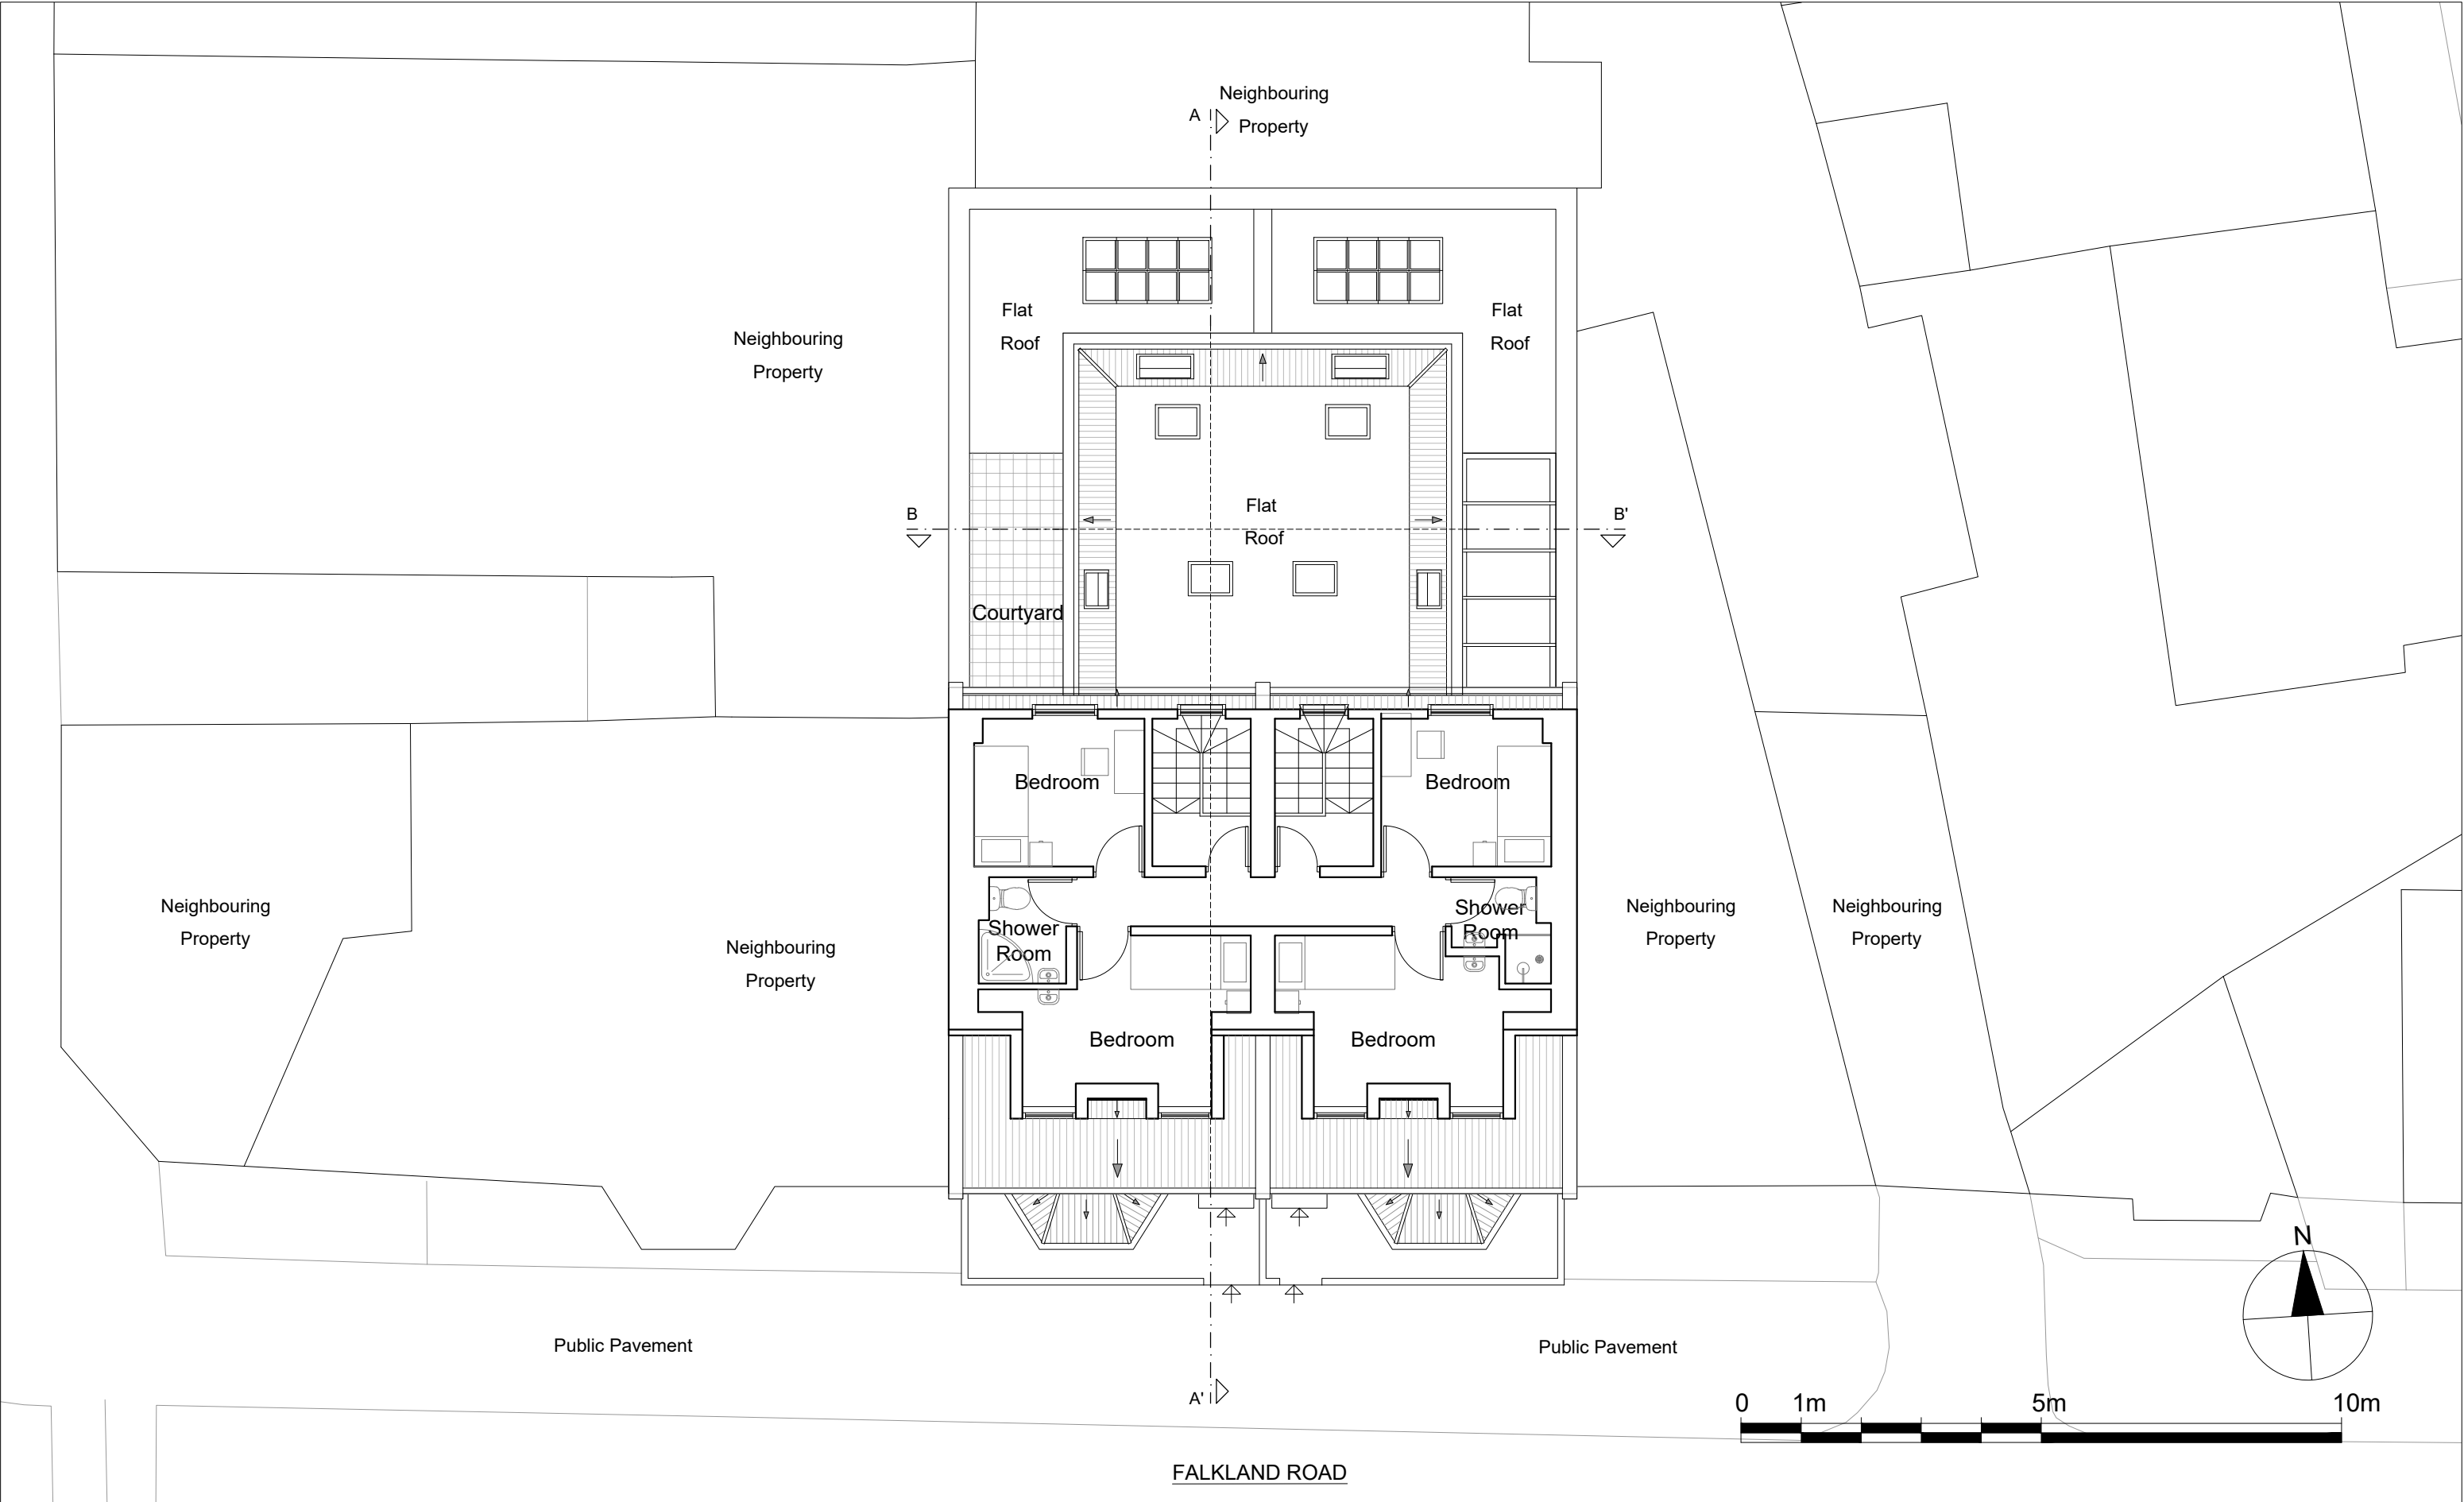 Neighbouring
Property
A
Flat
Roof
Flat
Roof
Neighbouring
Property
Flat
Roof
B
B'
Courtyard
Bedroom
Bedroom
Neighbouring
Property
Shower
Room
Shower
Room
Neighbouring
Property
Neighbouring
Property
Neighbouring
Property
Bedroom
Bedroom
N
Public Pavement
Public Pavement
A'
0 1m 5m 10m
FALKLAND ROAD